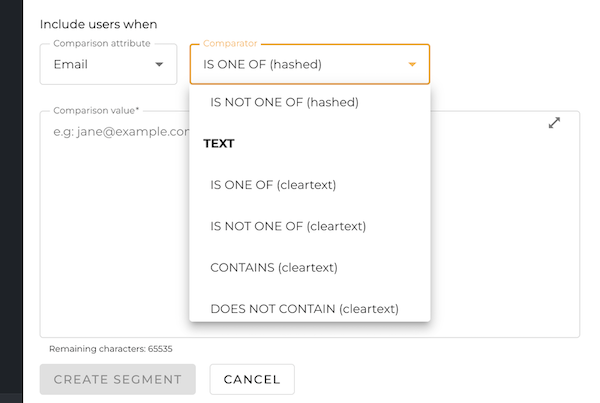 Include users when
Comparison attribute
Email
Comparator
IS ONE OF (hashed)
IS NOT ONE OF (hashed)
TEXT
IS ONE OF (cleartext)
IS NOT ONE OF (cleartext)
CONTAINS (cleartext)
DOES NOT CONTAIN (cleartext)
Comparison value*
e.g: jane@example.con
Remaining characters: 65535
CREATE SEGMENT
CANCEL